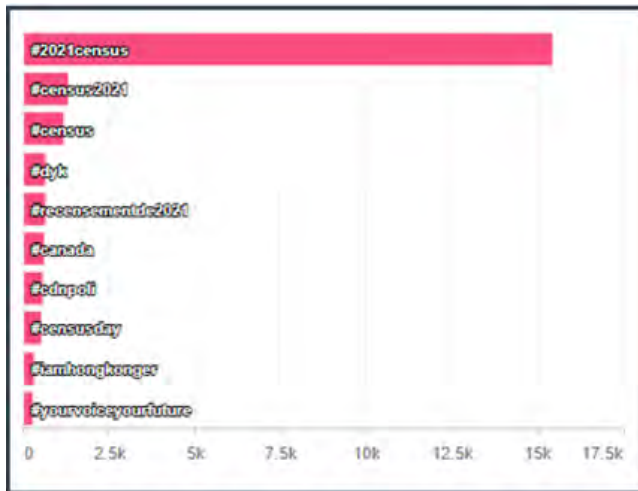 #2021census
#census2021
#census
#dyk
#recensementde2021
#canada
#cdnpoli
#censusday
#iamhongkonger
#yourvoiceyourfuture
0 2.5k 5k 7.5k 10k 12.5k 15k 17.5k